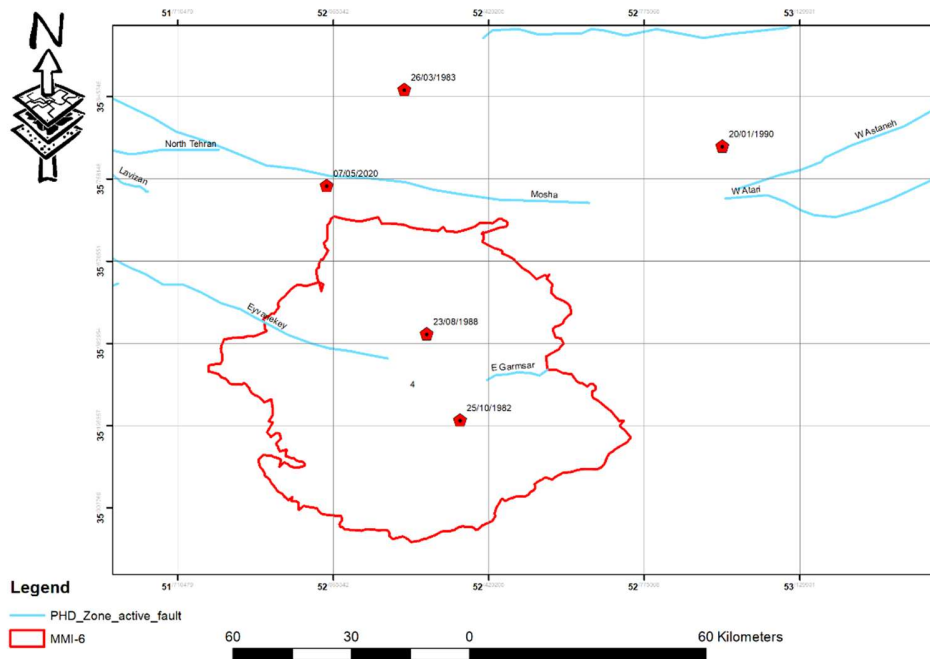 51 52 52 52 53
N
26/03/1983
20/01/1990
W Astaneh
North Tehran
Lavizan
07/05/2020
W Atari
Mosha
35
35
35
35
35
35
Eyvanekey
23/08/1988
E Garmsar
4
25/10/1982
51 52 52 52 53
Legend
PHD_Zone_active_fault
MMI-6
60 30 0 60 Kilometers